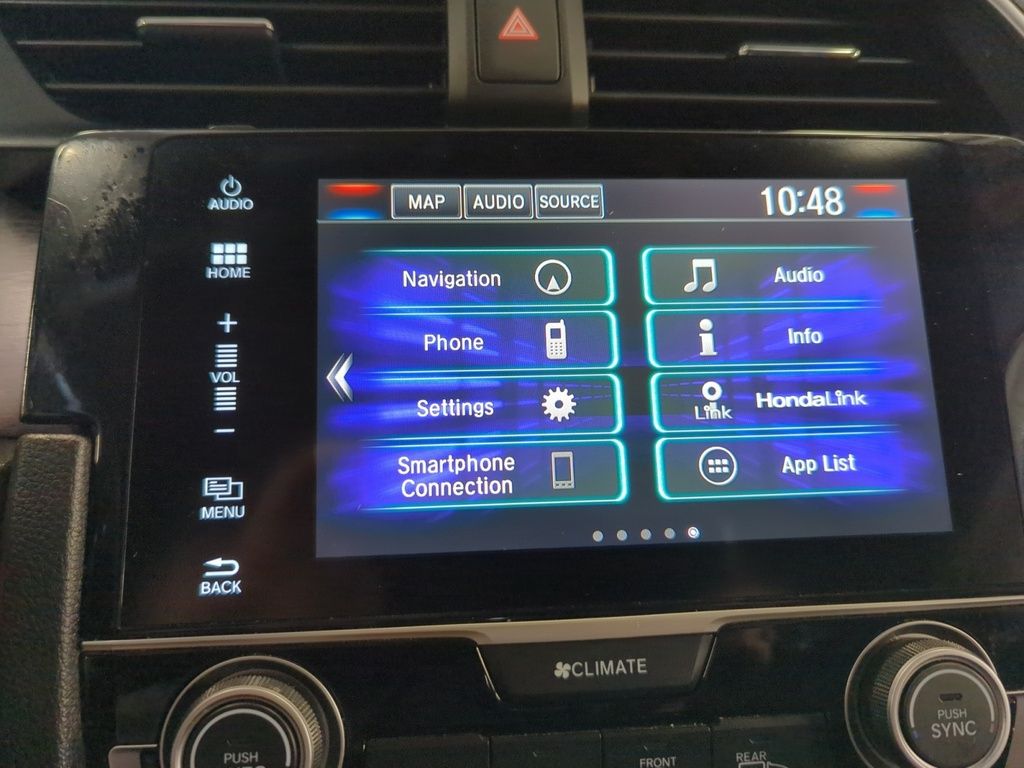 AUDIO
HOME
+
VOL
−
MENU
BACK
MAP AUDIO SOURCE 10:48
Navigation
Phone
Settings
Smartphone
Connection
Audio
Info
Link HondaLink
App List
CLIMATE
PUSH
PUSH
SYNC
FRONT
REAR